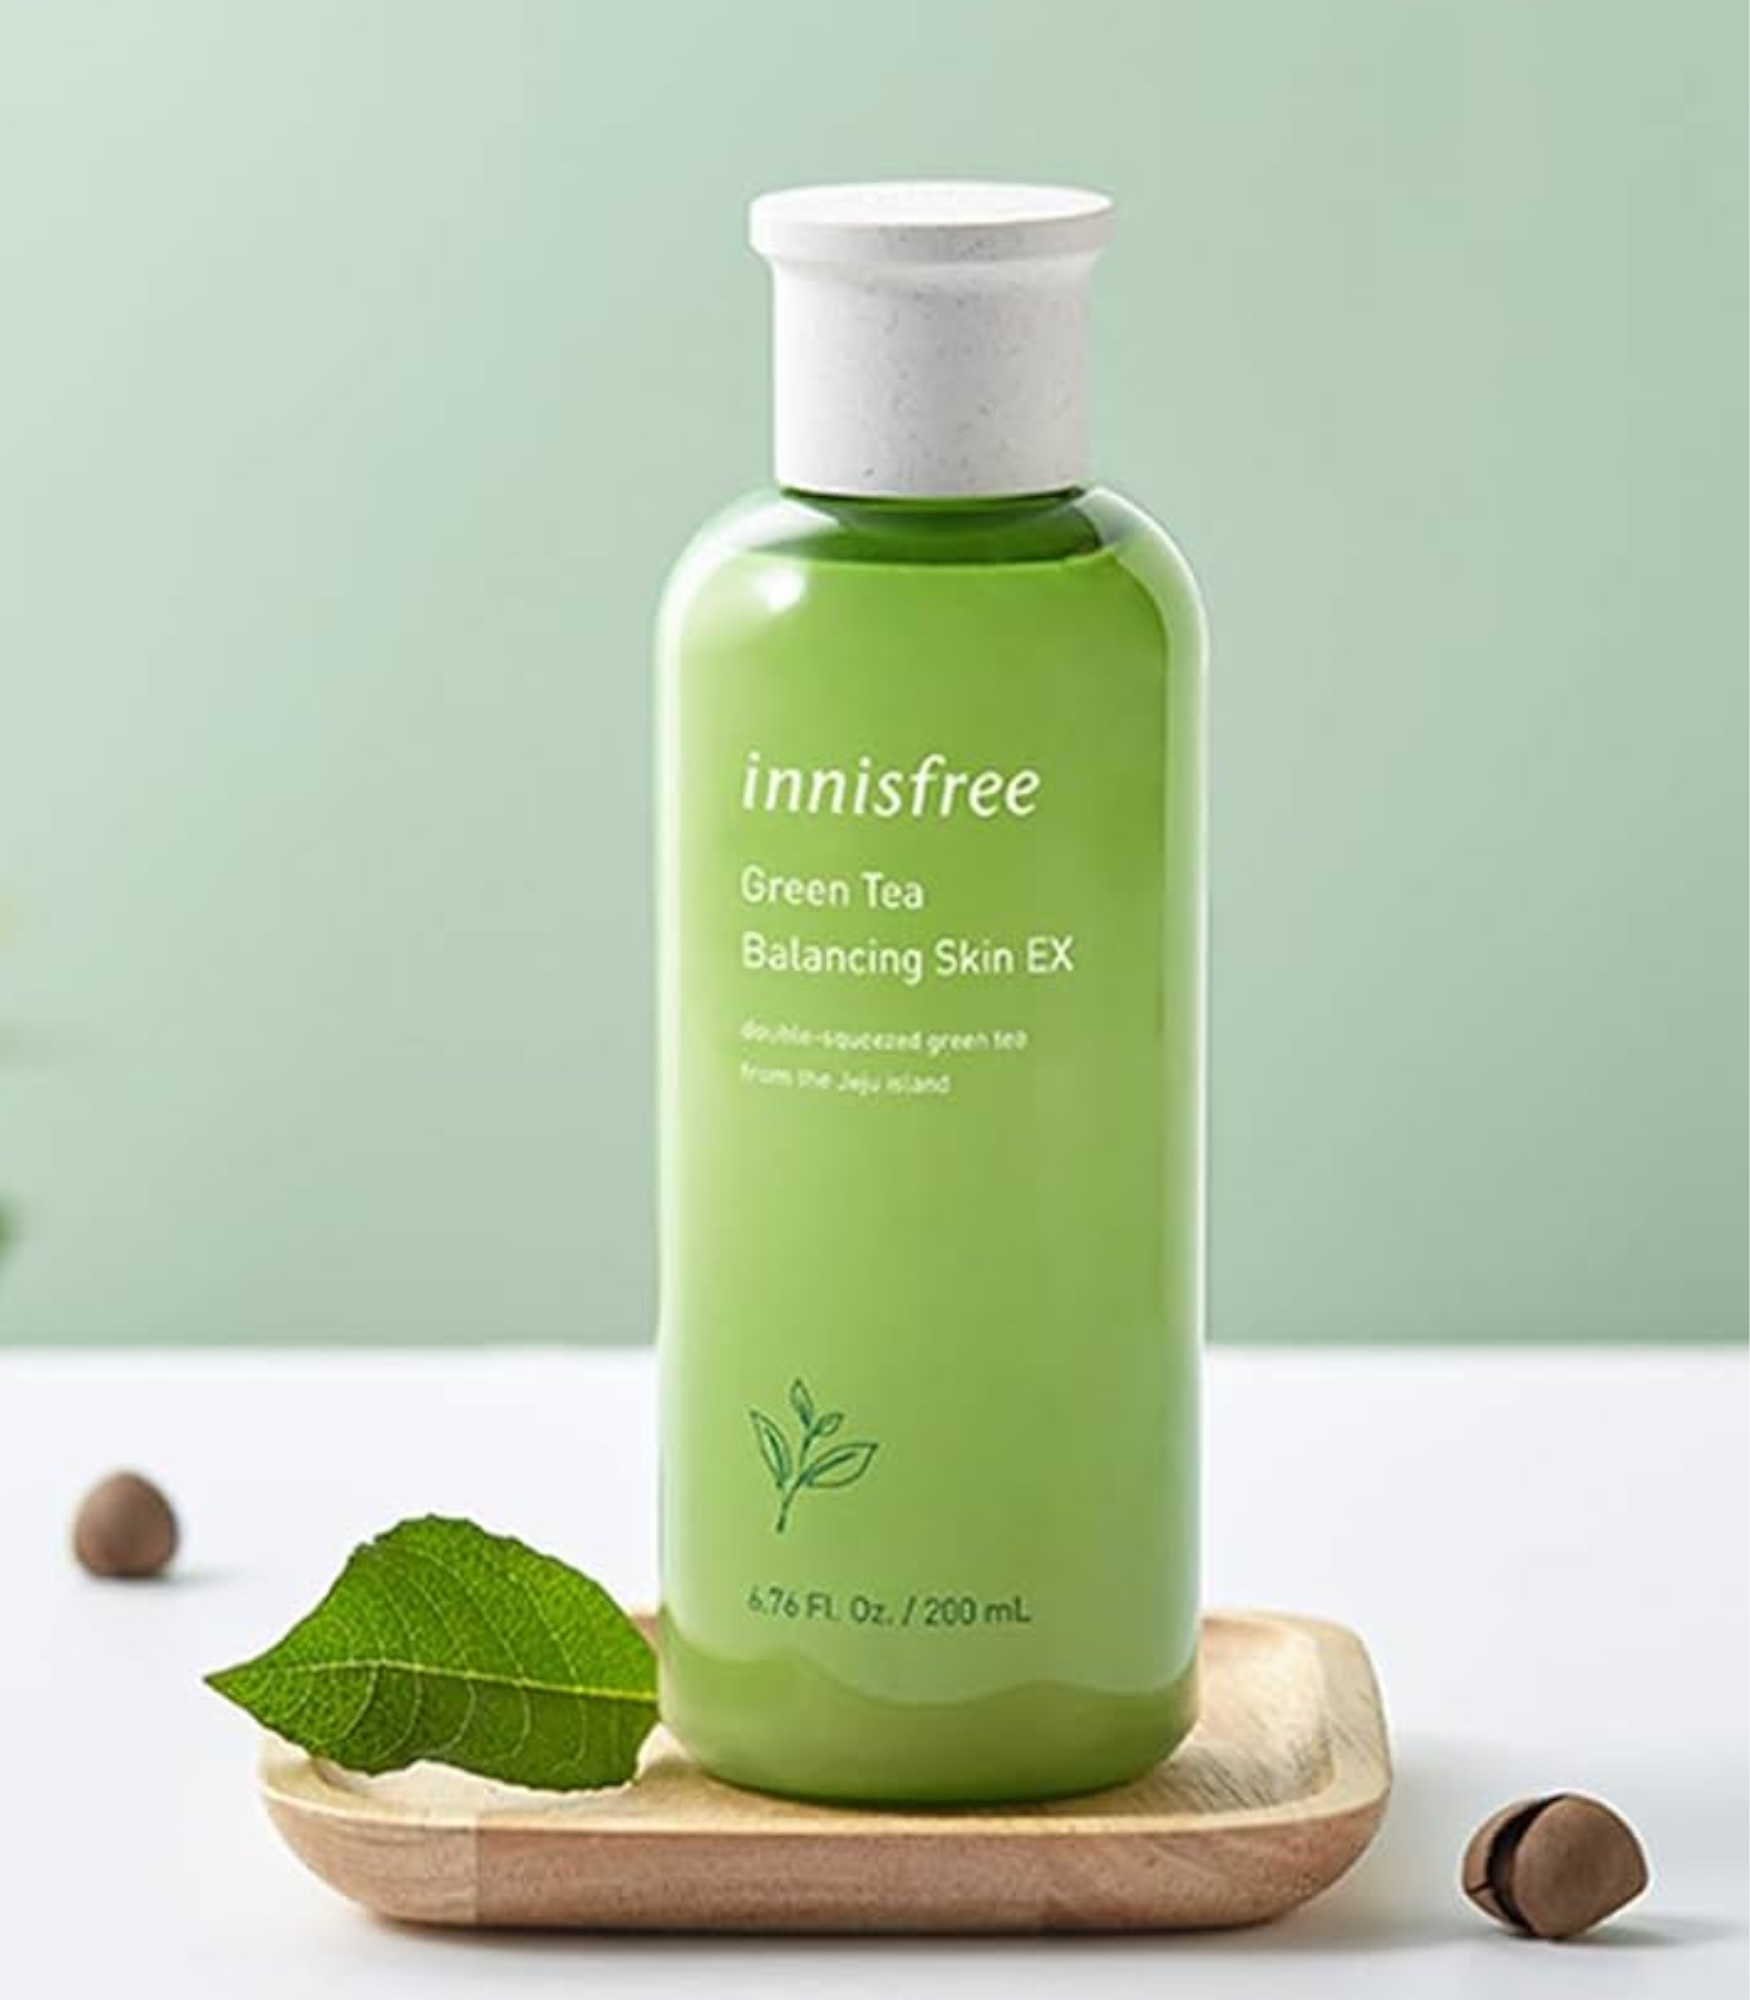 innisfree
Green Tea
Balancing Skin EX
double-squeezed green tea
from the Jeju island
6.76 Fl. Oz. / 200 mL